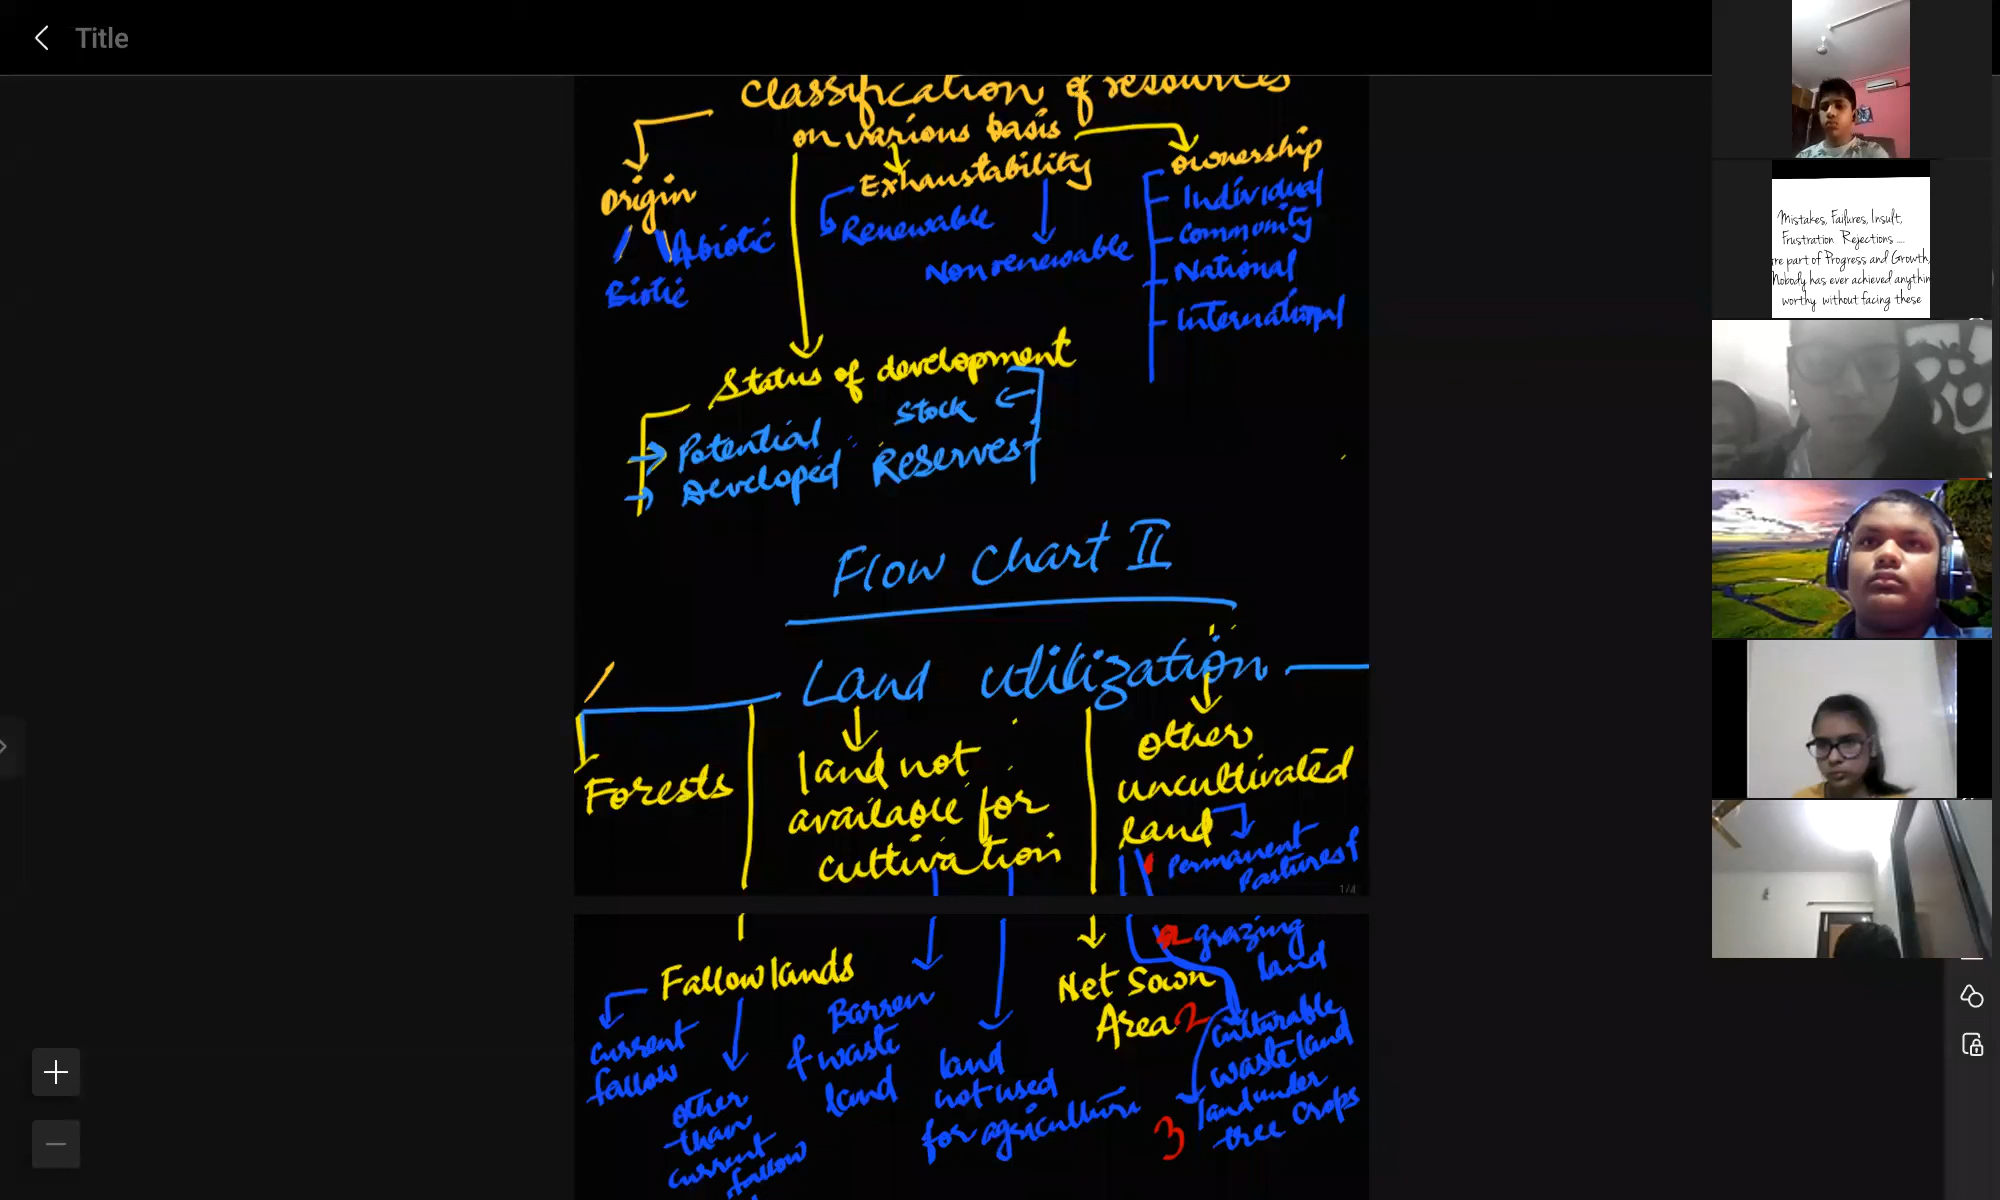 Title
Classification of resources
on various basis
Origin
Biotic
Abiotic
Exhaustability
Renewable
Non renewable
ownership
Individual
Community
National
International
Status of development
Potential
Developed
Stock
Reserves
Flow Chart II
Land utilization
Forests
land not
available for
cultivation
other
uncultivated
land
Permanent
Pastures &
1/4
grazing
land
Fallow lands
current
fallow
other
than
current
fallow
Barren
& waste
land
land
not used
for agriculture
Net Sown
Area
2
culturable
waste land
3
land under
tree crops
Mistakes, Failures, Insult,
Frustration Rejections ....
re part of Progress and Growth,
Nobody has ever achieved anythin
worthy without facing these